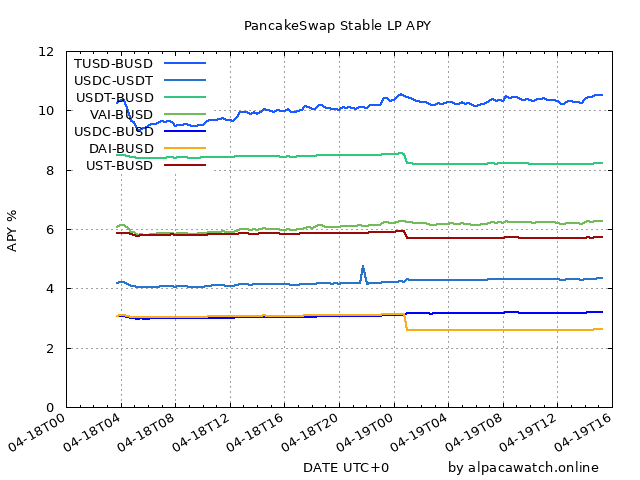 PancakeSwap Stable LP APY
12
10
8
6
4
2
0
APY %
TUSD-BUSD
USDC-USDT
USDT-BUSD
VAI-BUSD
USDC-BUSD
DAI-BUSD
UST-BUSD
04-18T00
04-18T04
04-18T08
04-18T12
04-18T16
04-18T20
04-19T00
04-19T04
04-19T08
04-19T12
04-19T16
DATE UTC+0
by alpacawatch.online